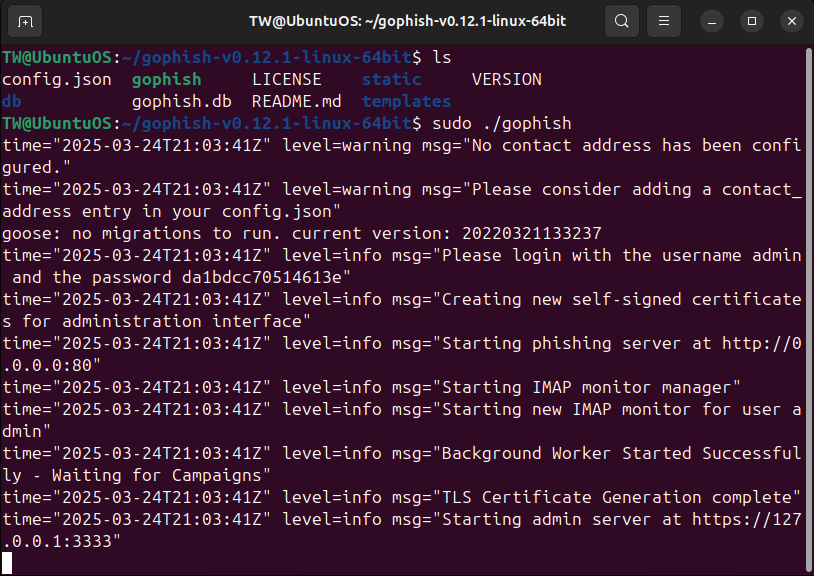 TW@UbuntuOS: ~/gophish-v0.12.1-linux-64bit
TW@UbuntuOS:~/gophish-v0.12.1-linux-64bit$ ls
config.json  gophish     LICENSE    static     VERSION
db           gophish.db  README.md  templates
TW@UbuntuOS:~/gophish-v0.12.1-linux-64bit$ sudo ./gophish
time="2025-03-24T21:03:41Z" level=warning msg="No contact address has been confi
gured."
time="2025-03-24T21:03:41Z" level=warning msg="Please consider adding a contact_
address entry in your config.json"
goose: no migrations to run. current version: 20220321133237
time="2025-03-24T21:03:41Z" level=info msg="Please login with the username admin
 and the password da1bdcc70514613e"
time="2025-03-24T21:03:41Z" level=info msg="Creating new self-signed certificate
s for administration interface"
time="2025-03-24T21:03:41Z" level=info msg="Starting phishing server at http://0
.0.0.0:80"
time="2025-03-24T21:03:41Z" level=info msg="Starting IMAP monitor manager"
time="2025-03-24T21:03:41Z" level=info msg="Starting new IMAP monitor for user a
dmin"
time="2025-03-24T21:03:41Z" level=info msg="Background Worker Started Successful
ly - Waiting for Campaigns"
time="2025-03-24T21:03:41Z" level=info msg="TLS Certificate Generation complete"
time="2025-03-24T21:03:41Z" level=info msg="Starting admin server at https://127
.0.0.1:3333"